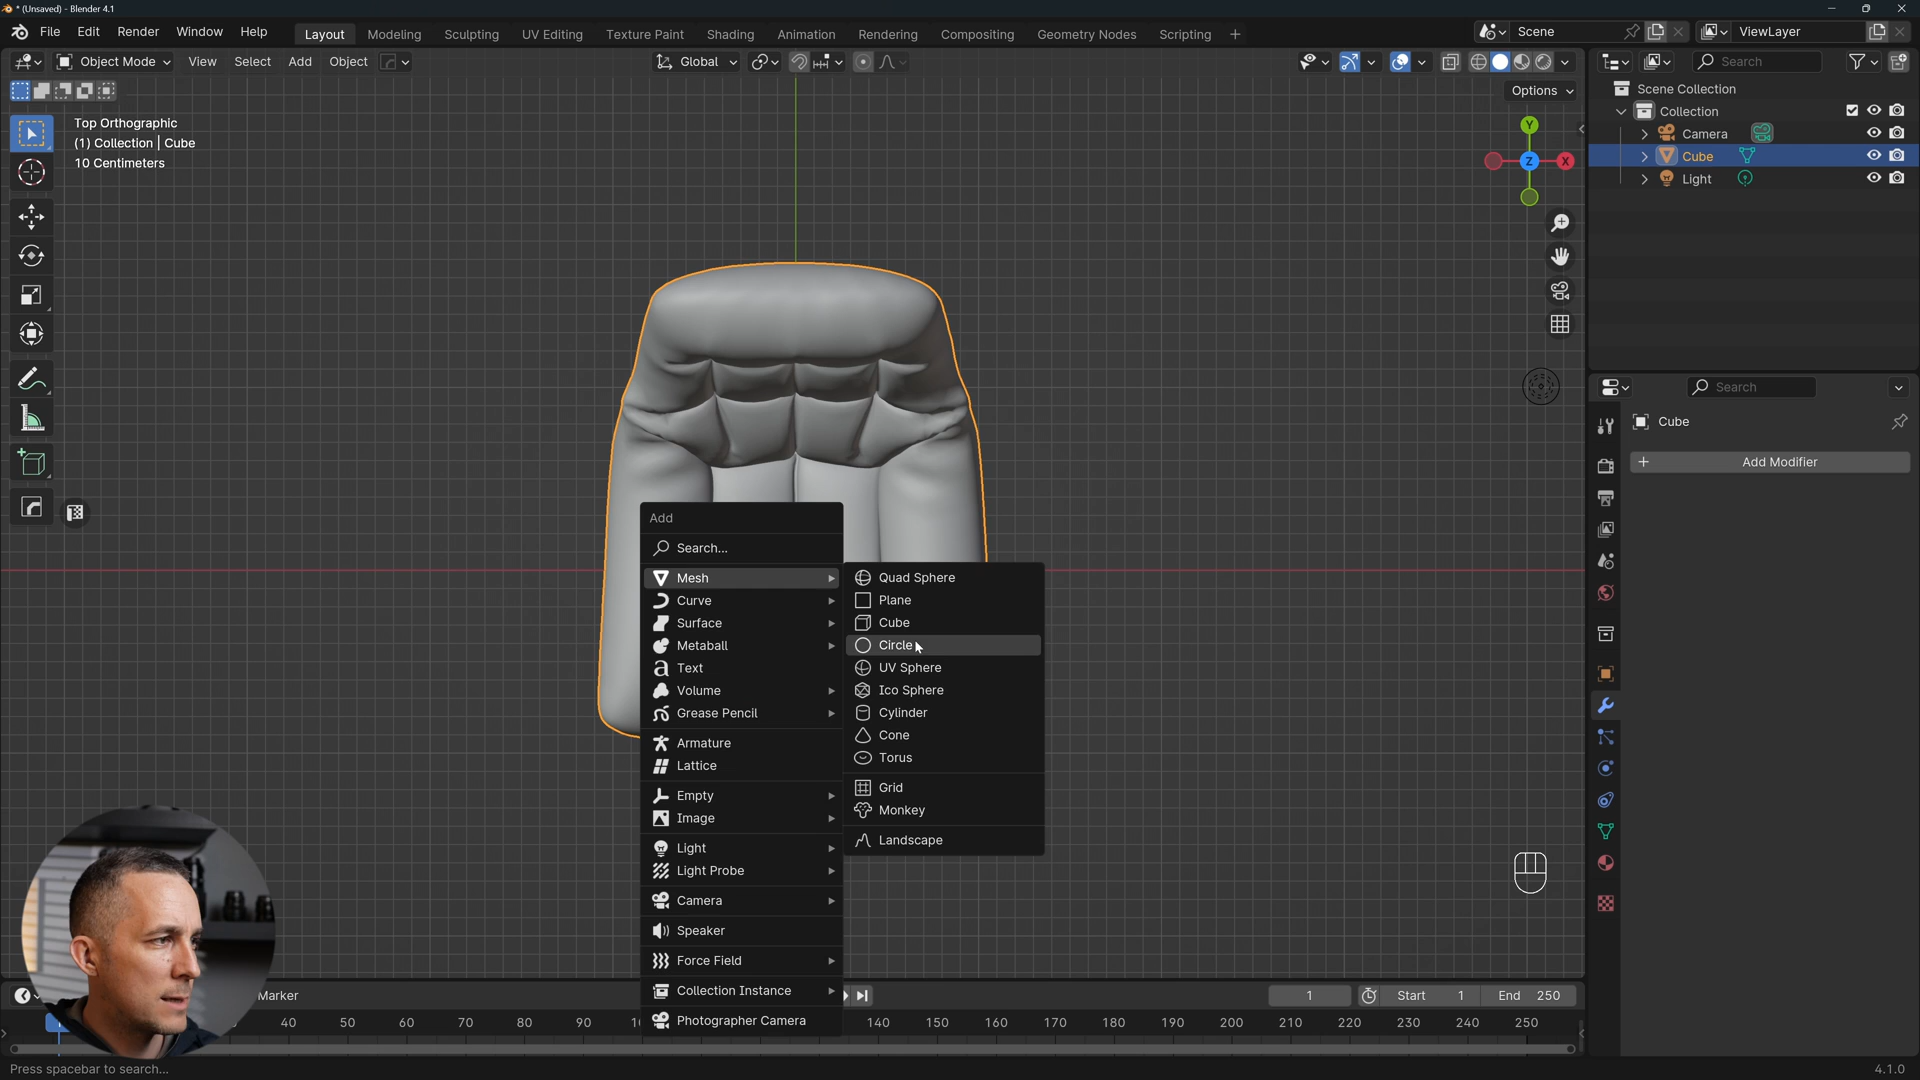 * (Unsaved) - Blender 4.1
File Edit Render Window Help Layout Modeling Sculpting UV Editing Texture Paint Shading Animation Rendering Compositing Geometry Nodes Scripting + Scene ViewLayer
Object Mode View Select Add Object Global Search
Options
Top Orthographic
(1) Collection | Cube
10 Centimeters
Y
Z
X
Scene Collection
Collection
Camera
Cube
Light
Search
Cube
+ Add Modifier
Add
Search...
Mesh
Curve
Surface
Metaball
Text
Volume
Grease Pencil
Armature
Lattice
Empty
Image
Light
Light Probe
Camera
Speaker
Force Field
Collection Instance
Photographer Camera
Quad Sphere
Plane
Cube
Circle
UV Sphere
Ico Sphere
Cylinder
Cone
Torus
Grid
Monkey
Landscape
Marker 1 Start 1 End 250
40 50 60 70 80 90 140 150 160 170 180 190 200 210 220 230 240 250
Press spacebar to search... 4.1.0